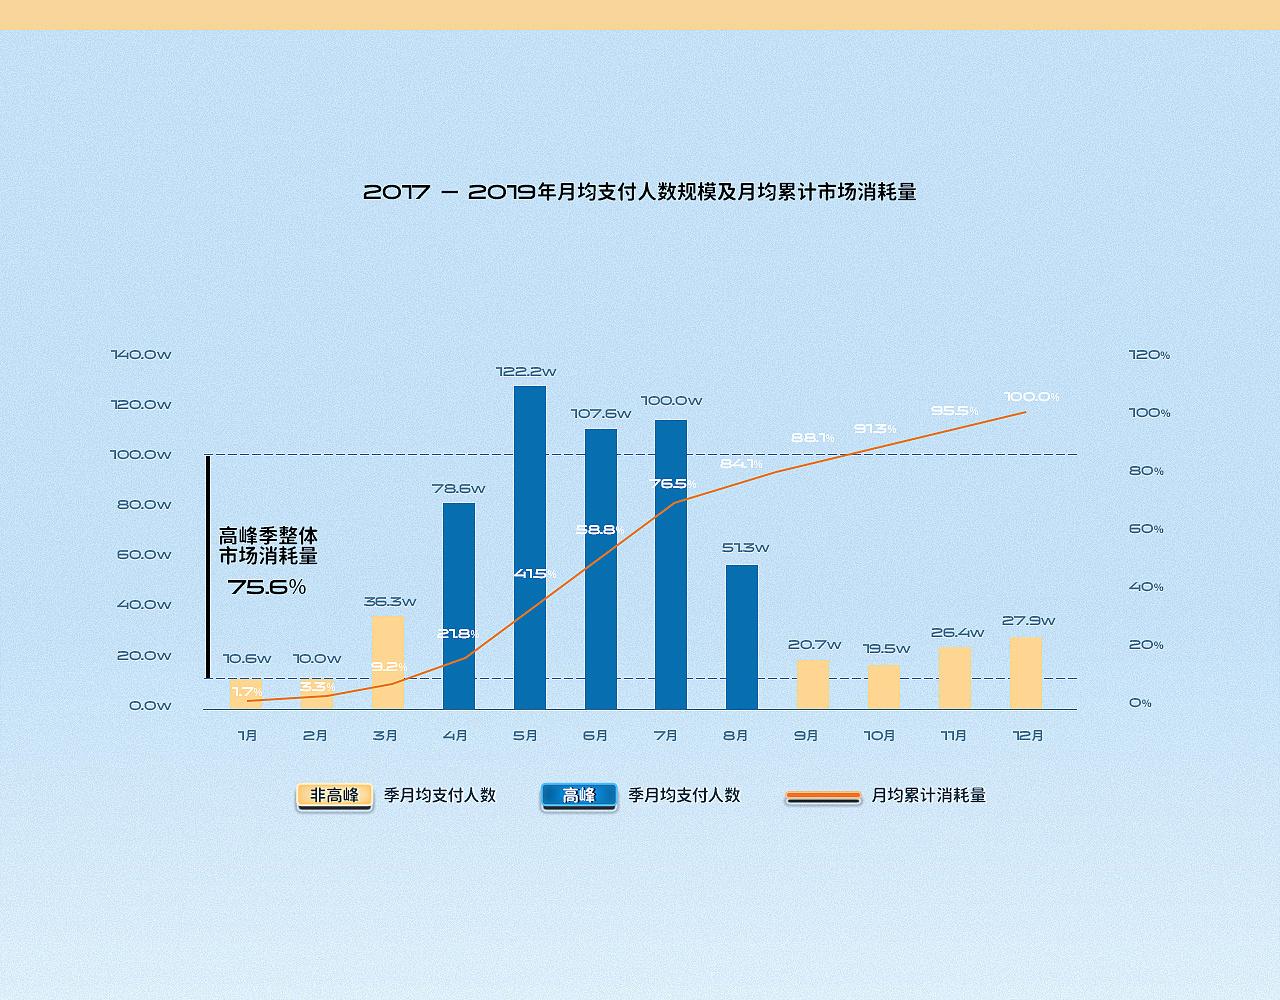 2017 — 2019年月均支付人数规模及月均累计市场消耗量
140.0w
120.0w
100.0w
80.0w
60.0w
40.0w
20.0w
0.0w
120%
100%
80%
60%
40%
20%
0%
高峰季整体
市场消耗量
75.6%
10.6w
10.0w
36.3w
78.6w
122.2w
107.6w
100.0w
51.3w
20.7w
19.5w
26.4w
27.9w
1.7%
3.3%
9.2%
21.8%
41.5%
58.8%
76.5%
84.1%
88.1%
91.3%
95.5%
100.0%
1月 2月 3月 4月 5月 6月 7月 8月 9月 10月 11月 12月
非高峰 季月均支付人数 高峰 季月均支付人数 月均累计消耗量